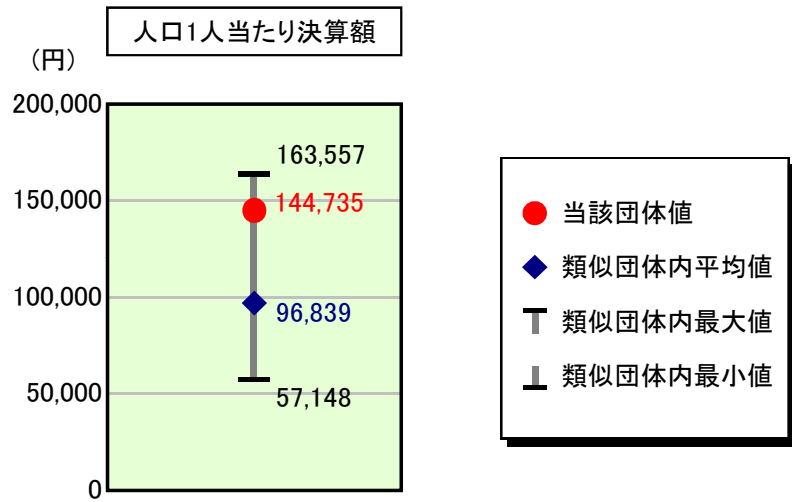 人口1人当たり決算額
(円)
200,000
150,000
100,000
50,000
0
163,557
144,735
96,839
57,148
当該団体値
類似団体内平均値
類似団体内最大値
類似団体内最小値